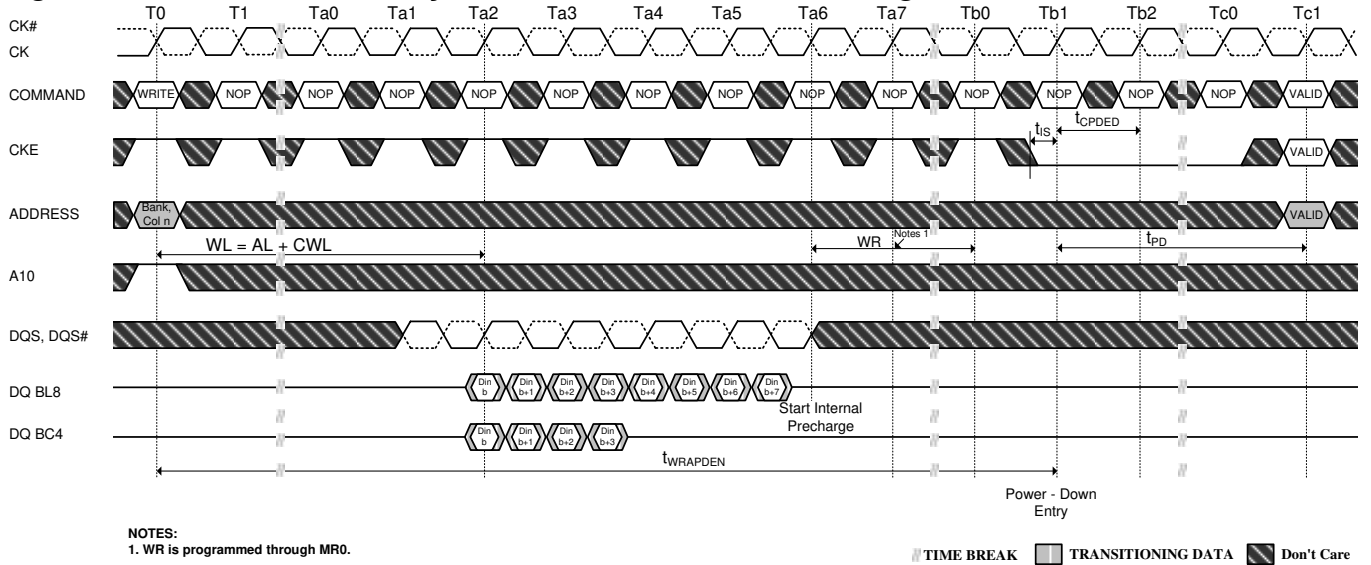 T0 T1 Ta0 Ta1 Ta2 Ta3 Ta4 Ta5 Ta6 Ta7 Tb0 Tb1 Tb2 Tc0 Tc1
CK#
CK
COMMAND WRITE NOP NOP NOP NOP NOP NOP NOP NOP NOP NOP NOP NOP NOP VALID
tIS tCPDED
CKE VALID
ADDRESS Bank, Col n VALID
WL = AL + CWL WR Notes 1 tPD
A10
DQS, DQS#
DQ BL8 Din b Din b+1 Din b+2 Din b+3 Din b+4 Din b+5 Din b+6 Din b+7
Start Internal
Precharge
DQ BC4 Din b Din b+1 Din b+2 Din b+3
tWRAPDEN
Power - Down
Entry
NOTES:
1. WR is programmed through MR0.
TIME BREAK TRANSITIONING DATA Don't Care